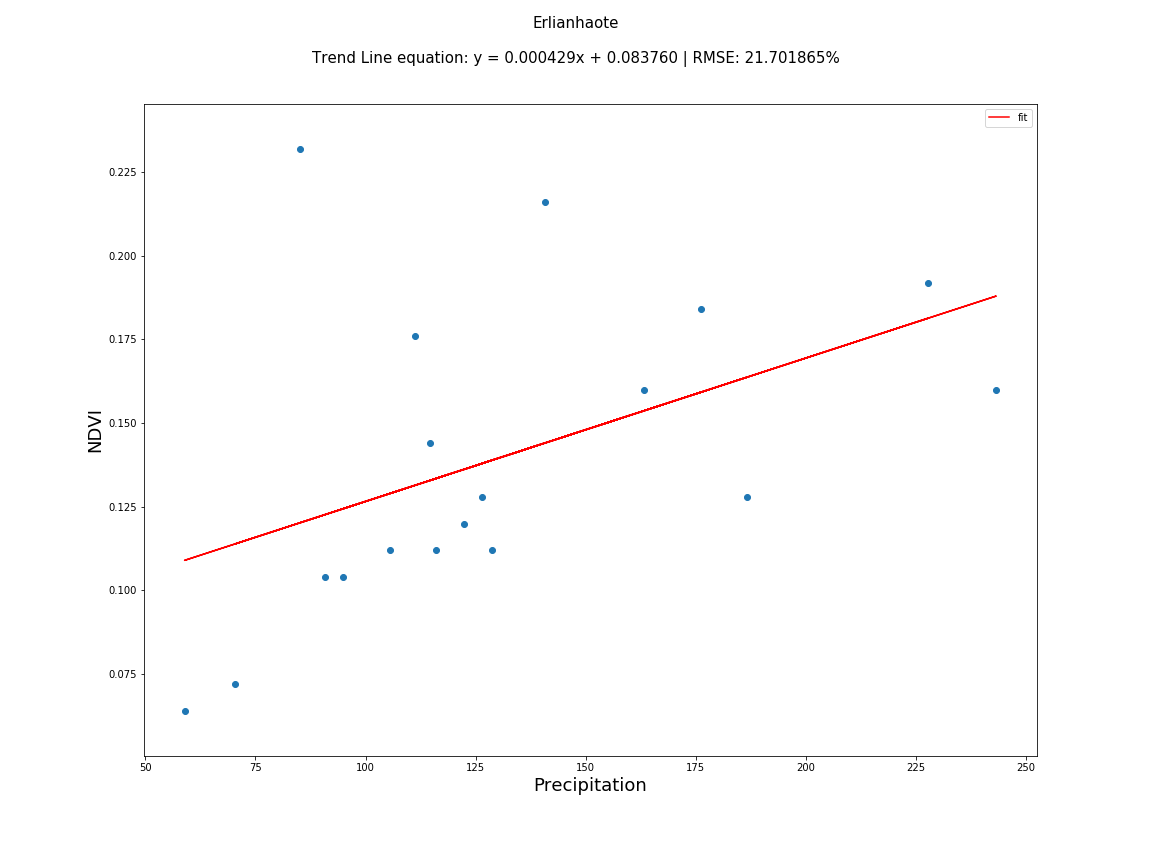 Erlianhaote
Trend Line equation: y = 0.000429x + 0.083760 | RMSE: 21.701865%
fit
0.225
0.200
0.175
0.150
0.125
0.100
0.075
NDVI
50 75 100 125 150 175 200 225 250
Precipitation